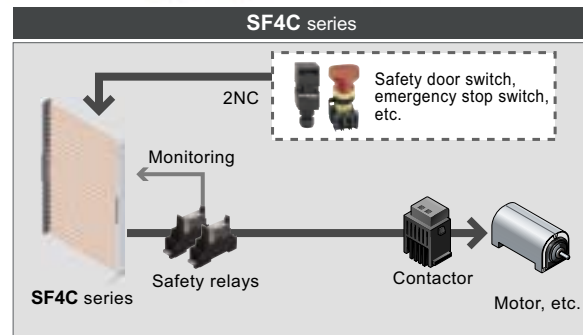 SF4C series
2NC
Safety door switch,
emergency stop switch,
etc.
Monitoring
Safety relays
Contactor
SF4C series
Motor, etc.